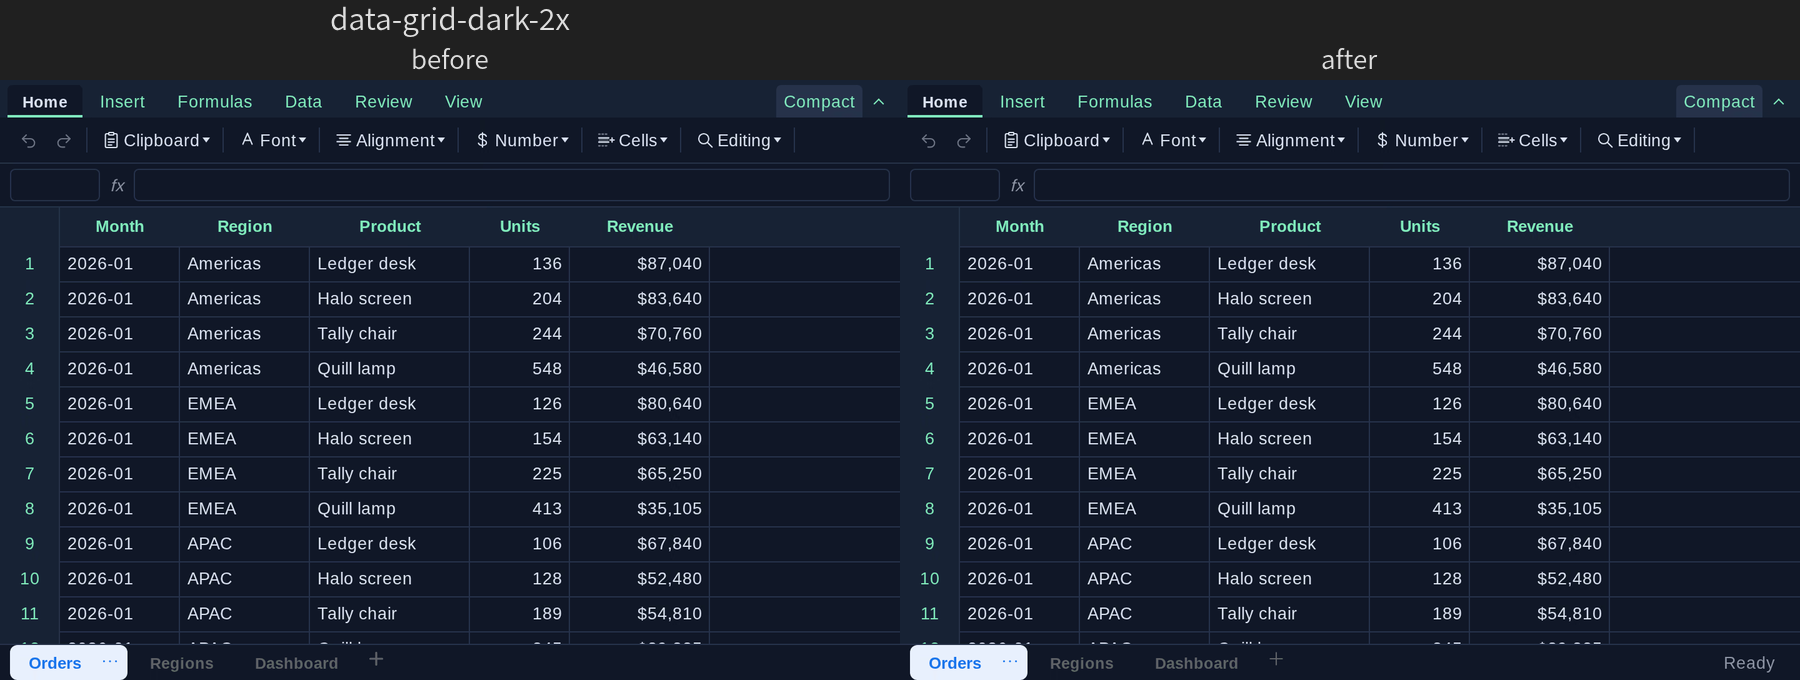 data-grid-dark-2x
before
after
Home Insert Formulas Data Review View Compact
Clipboard Font Alignment $ Number Cells Editing
fx
Month Region Product Units Revenue
1 2026-01 Americas Ledger desk 136 $87,040
2 2026-01 Americas Halo screen 204 $83,640
3 2026-01 Americas Tally chair 244 $70,760
4 2026-01 Americas Quill lamp 548 $46,580
5 2026-01 EMEA Ledger desk 126 $80,640
6 2026-01 EMEA Halo screen 154 $63,140
7 2026-01 EMEA Tally chair 225 $65,250
8 2026-01 EMEA Quill lamp 413 $35,105
9 2026-01 APAC Ledger desk 106 $67,840
10 2026-01 APAC Halo screen 128 $52,480
11 2026-01 APAC Tally chair 189 $54,810
Orders ... Regions Dashboard +
Home Insert Formulas Data Review View Compact
Clipboard Font Alignment $ Number Cells Editing
fx
Month Region Product Units Revenue
1 2026-01 Americas Ledger desk 136 $87,040
2 2026-01 Americas Halo screen 204 $83,640
3 2026-01 Americas Tally chair 244 $70,760
4 2026-01 Americas Quill lamp 548 $46,580
5 2026-01 EMEA Ledger desk 126 $80,640
6 2026-01 EMEA Halo screen 154 $63,140
7 2026-01 EMEA Tally chair 225 $65,250
8 2026-01 EMEA Quill lamp 413 $35,105
9 2026-01 APAC Ledger desk 106 $67,840
10 2026-01 APAC Halo screen 128 $52,480
11 2026-01 APAC Tally chair 189 $54,810
Orders ... Regions Dashboard + Ready